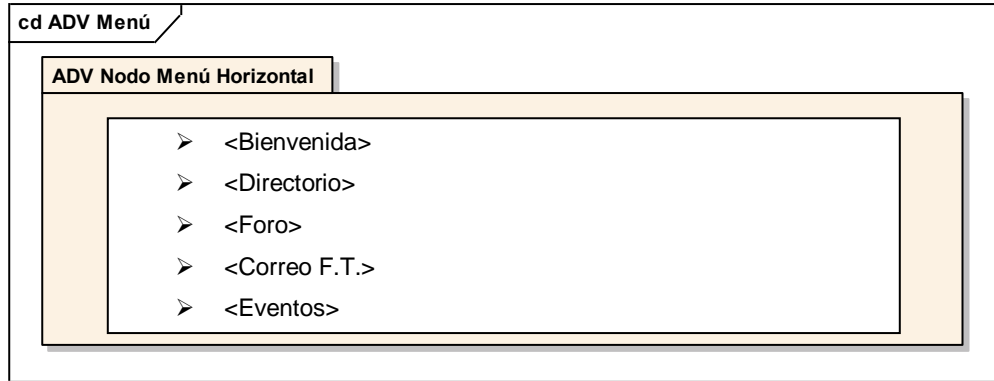 cd ADV Menú
ADV Nodo Menú Horizontal
➢ <Bienvenida>
➢ <Directorio>
➢ <Foro>
➢ <Correo F.T.>
➢ <Eventos>